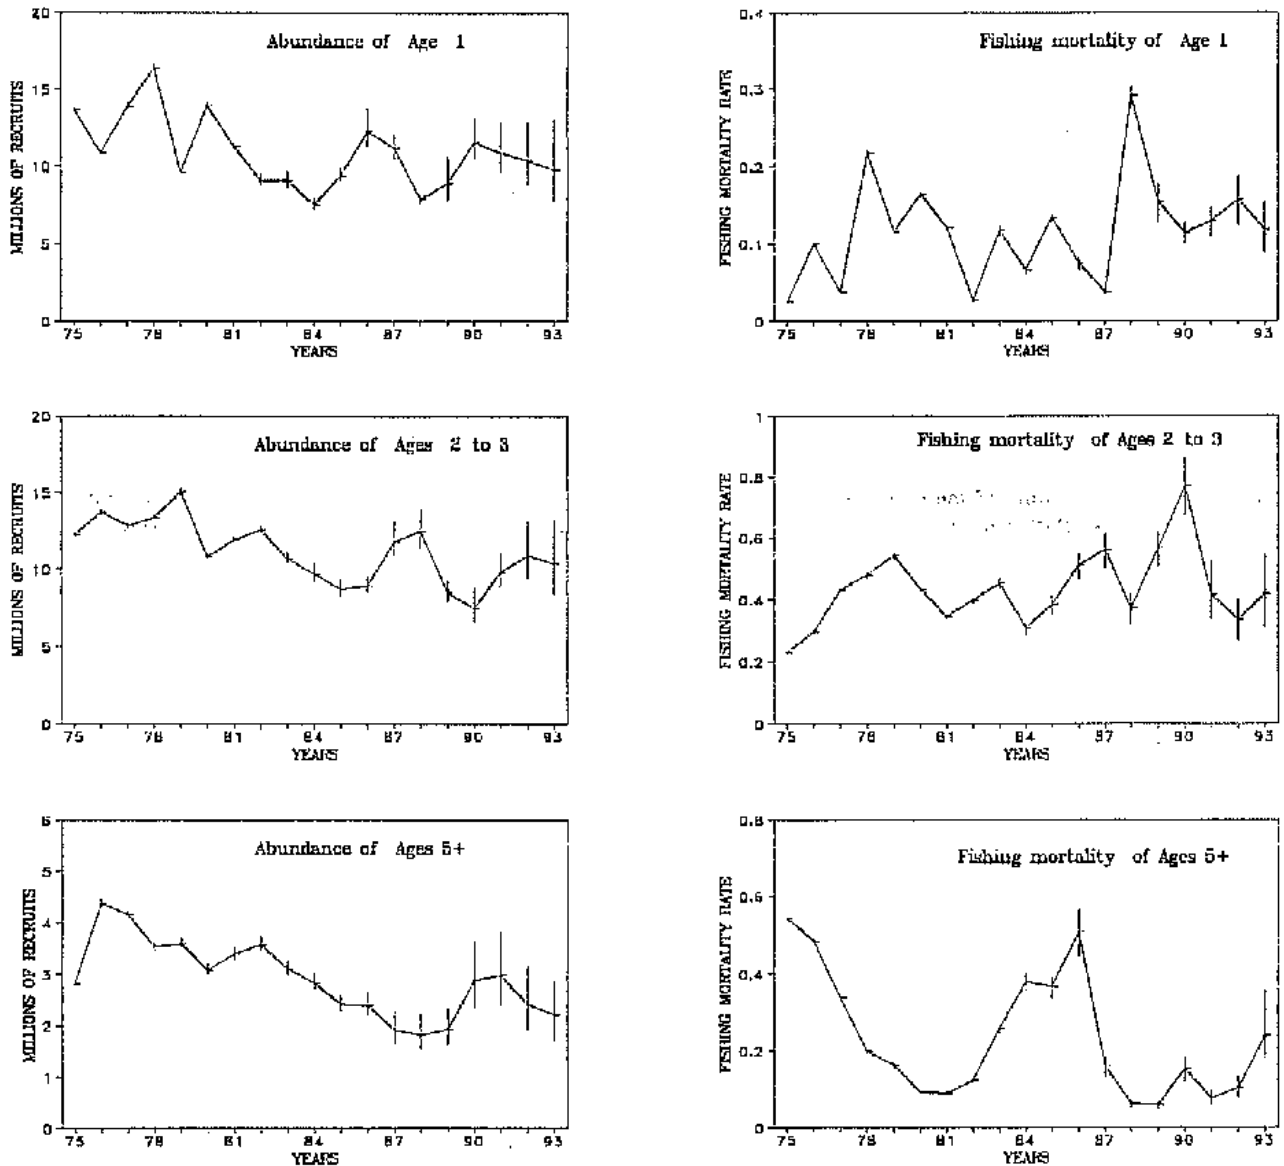 Abundance of Age 1
MILLIONS OF RECRUITS
20
15
10
5
0
75 78 81 84 87 90 93
YEARS
Fishing mortality of Age 1
FISHING MORTALITY RATE
0.4
0.3
0.2
0.1
0
75 78 81 84 87 90 93
YEARS
Abundance of Ages 2 to 3
MILLIONS OF RECRUITS
20
15
10
5
0
75 78 81 84 87 90 93
YEARS
Fishing mortality of Ages 2 to 3
FISHING MORTALITY RATE
1
0.8
0.6
0.4
0.2
0
75 78 81 84 87 90 93
YEARS
Abundance of Ages 5+
MILLIONS OF RECRUITS
6
5
4
3
2
1
0
75 78 81 84 87 90 93
YEARS
Fishing mortality of Ages 5+
FISHING MORTALITY RATE
0.8
0.6
0.4
0.2
0
75 78 81 84 87 90 93
YEARS